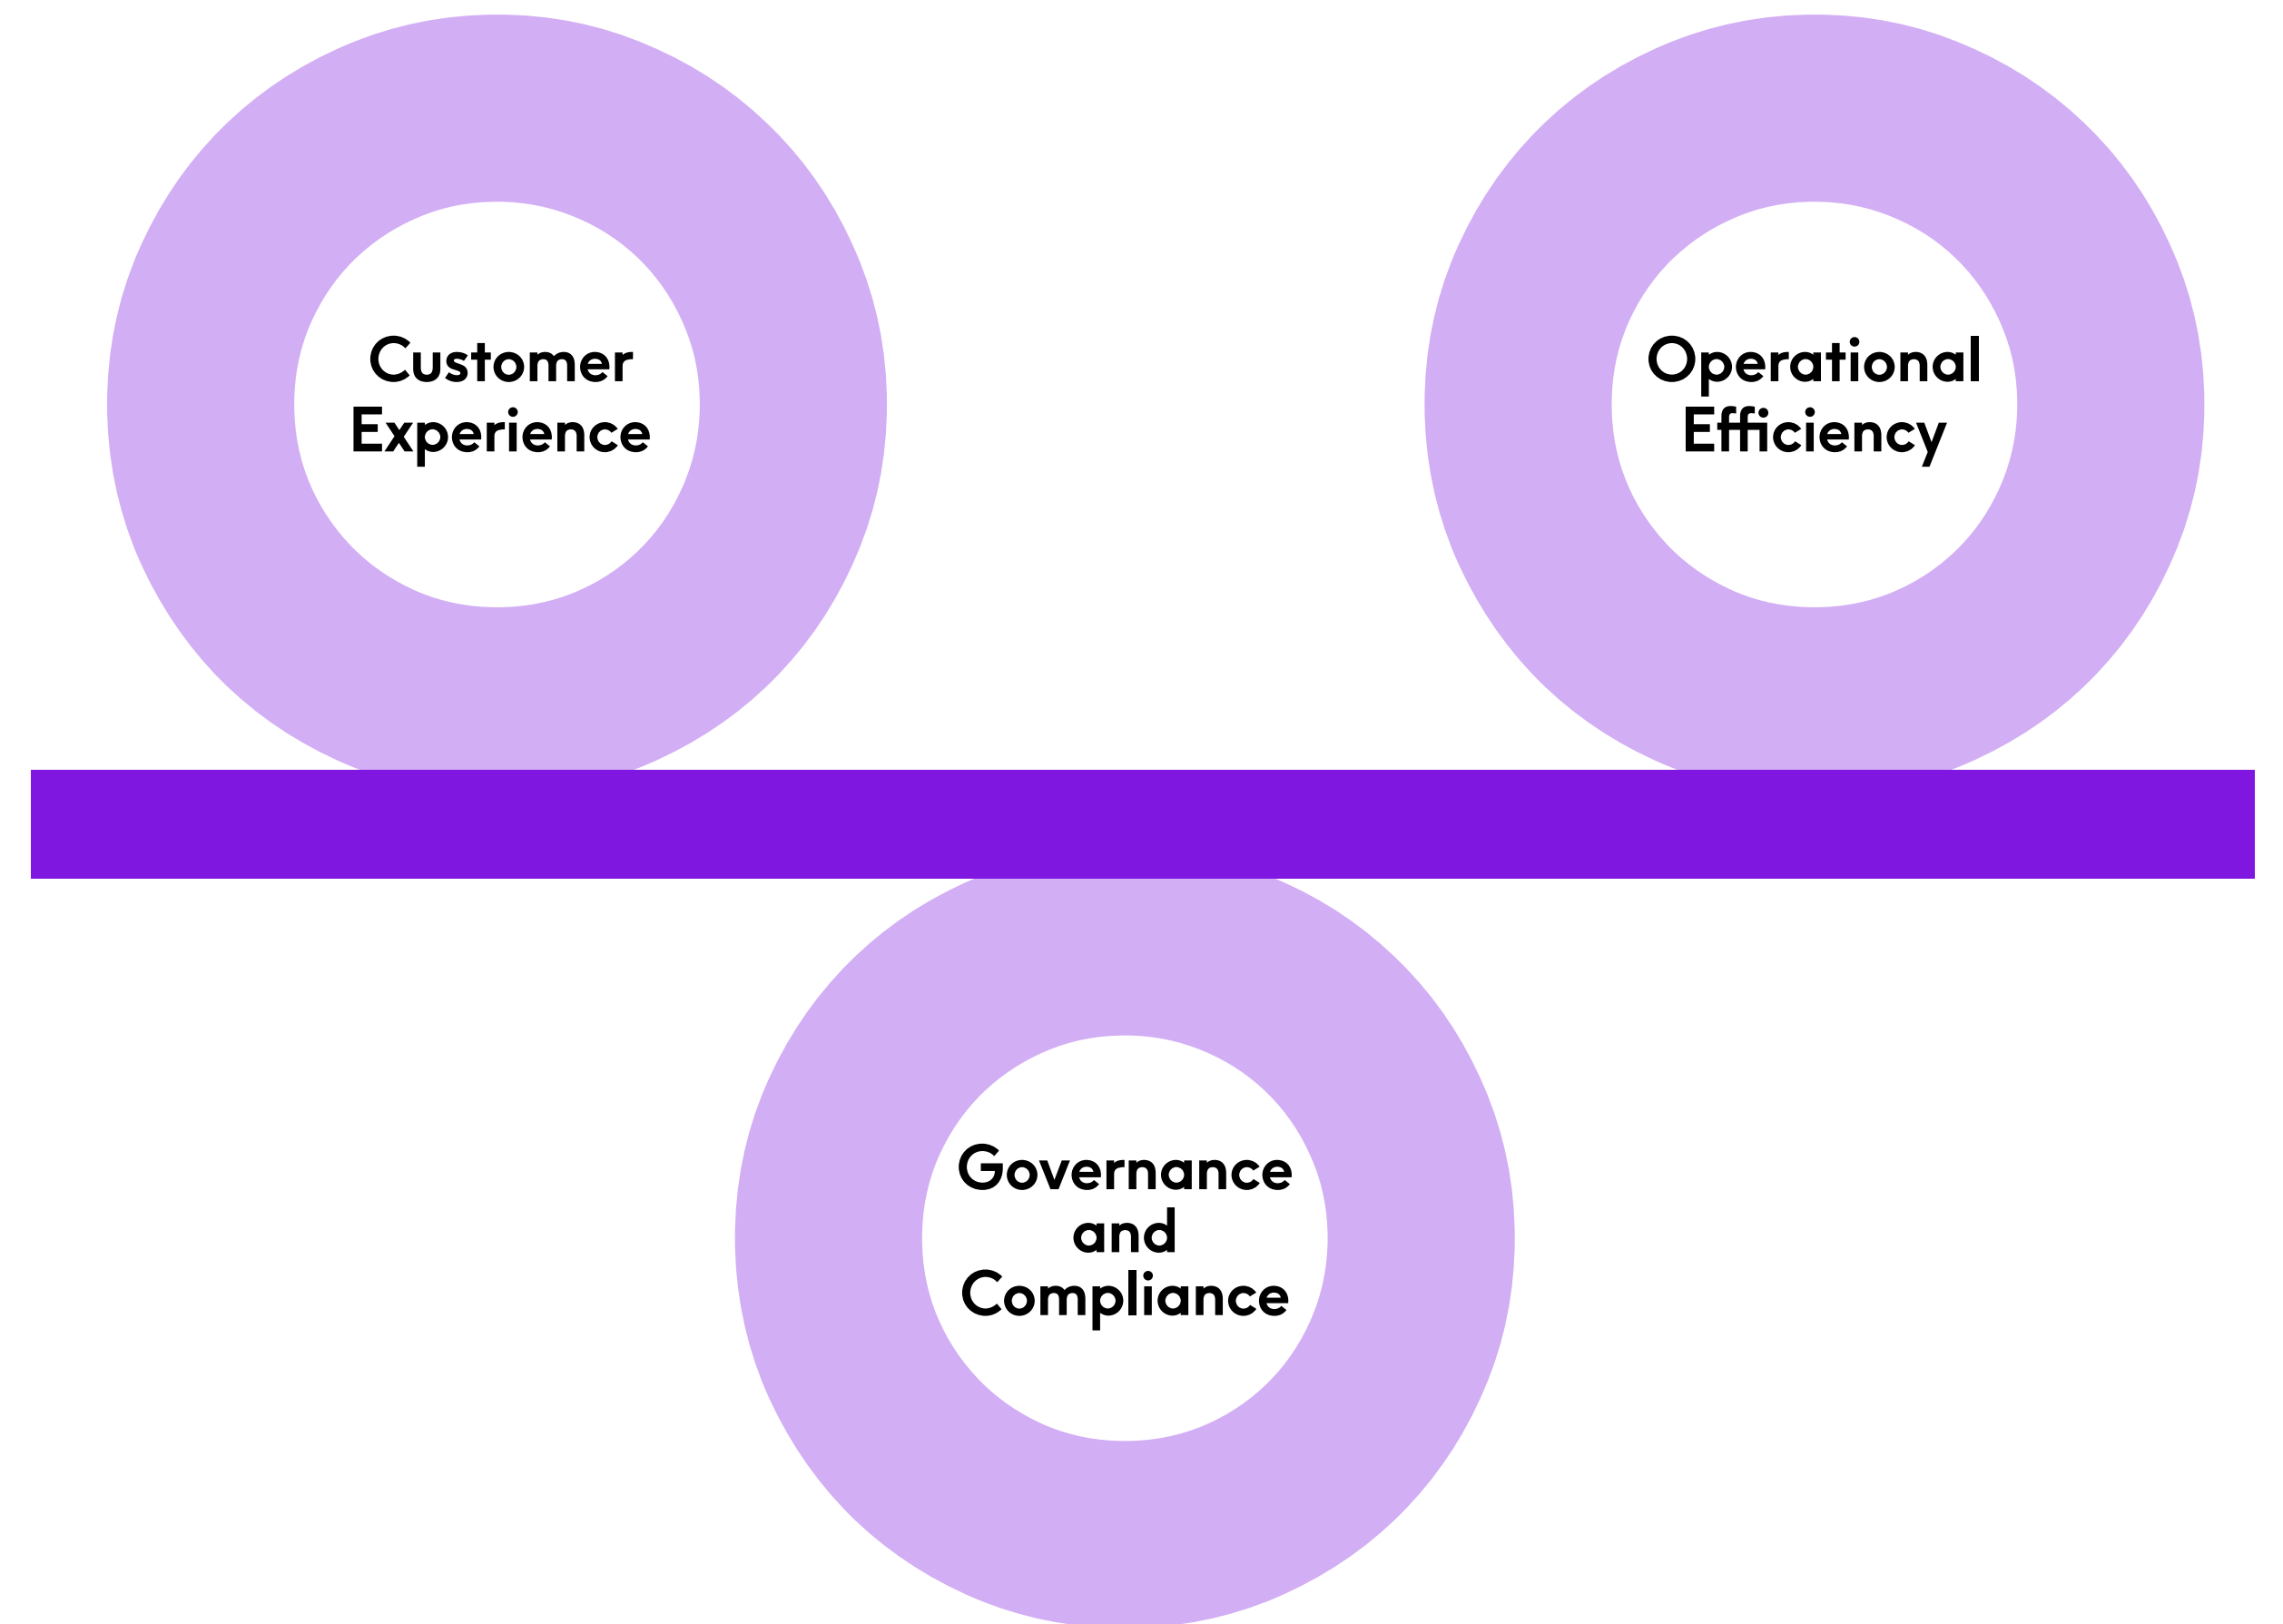 Customer
Experience
Operational
Efficiency
Governance
and
Compliance